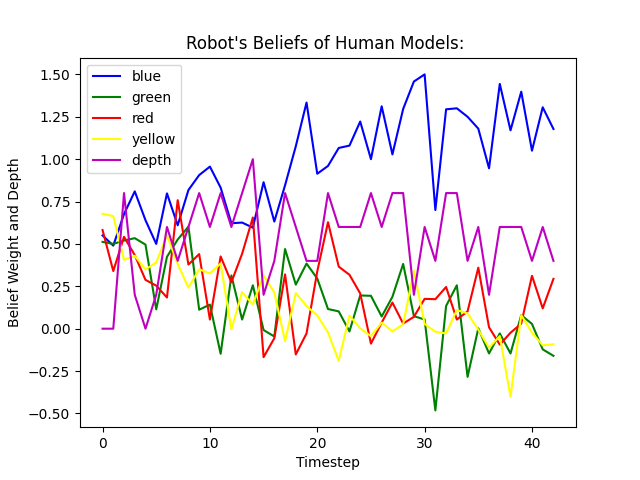 Robot's Beliefs of Human Models:
1.50
1.25
1.00
0.75
0.50
0.25
0.00
−0.25
−0.50
Belief Weight and Depth
blue
green
red
yellow
depth
0 10 20 30 40
Timestep